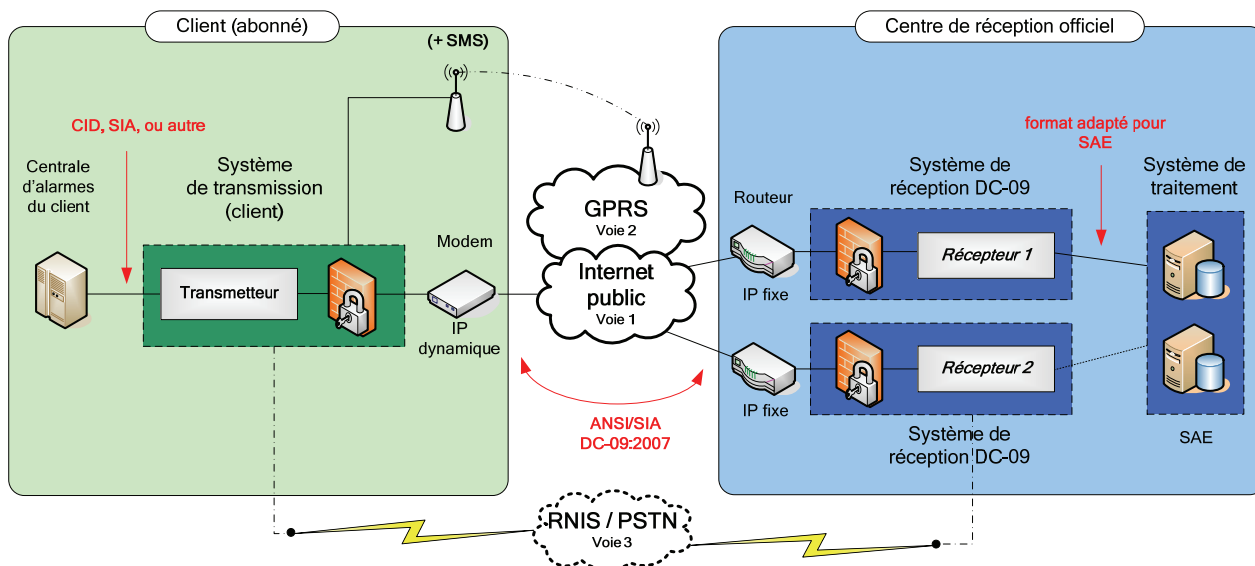 Client (abonné)
(+ SMS)
CID, SIA, ou autre
Centrale
d'alarmes
du client
Système
de transmission
(client)
Transmetteur
Modem
IP
dynamique
GPRS
Voie 2
Internet
public
Voie 1
ANSI/SIA
DC-09:2007
RNIS / PSTN
Voie 3
Centre de réception officiel
format adapté pour
SAE
Système de
réception DC-09
Système de
traitement
Routeur
IP fixe
Récepteur 1
IP fixe
Récepteur 2
Système de
réception DC-09
SAE